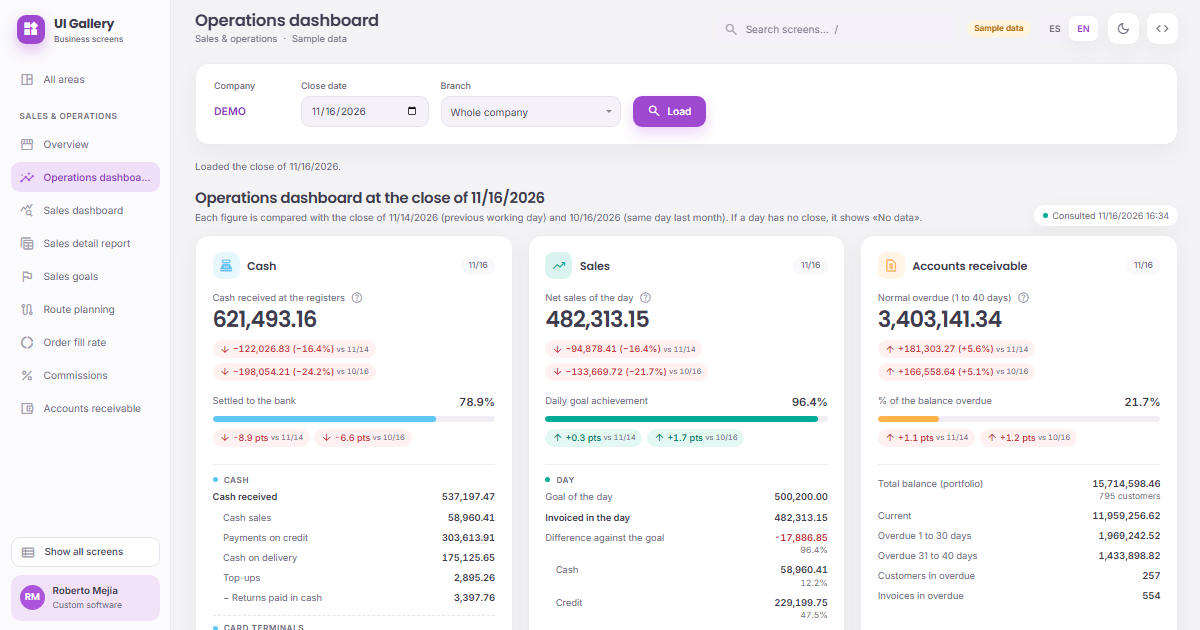 UI Gallery
Business screens
All areas
SALES & OPERATIONS
Overview
Operations dashboa...
Sales dashboard
Sales detail report
Sales goals
Route planning
Order fill rate
Commissions
Accounts receivable
Show all screens
RM
Roberto Mejía
Custom software
Operations dashboard
Sales & operations · Sample data
Search screens... /
Sample data
ES
EN
Company
DEMO
Close date
11/16/2026
Branch
Whole company
Load
Loaded the close of 11/16/2026.
Operations dashboard at the close of 11/16/2026
Each figure is compared with the close of 11/14/2026 (previous working day) and 10/16/2026 (same day last month). If a day has no close, it shows «No data».
Consulted 11/16/2026 16:34
Cash
11/16
Cash received at the registers
621,493.16
−122,026.83 (−16.4%) vs 11/14
−198,054.21 (−24.2%) vs 10/16
Settled to the bank 78.9%
−8.9 pts vs 11/14
−6.6 pts vs 10/16
CASH
Cash received 537,197.47
Cash sales 58,960.41
Payments on credit 303,613.91
Cash on delivery 175,125.65
Top-ups 2,895.26
− Returns paid in cash 3,397.76
CARD TERMINALS
Sales
11/16
Net sales of the day
482,313.15
−94,878.41 (−16.4%) vs 11/14
−133,669.72 (−21.7%) vs 10/16
Daily goal achievement 96.4%
+0.3 pts vs 11/14
+1.7 pts vs 10/16
DAY
Goal of the day 500,200.00
Invoiced in the day 482,313.15
Difference against the goal -17,886.85
96.4%
Cash 58,960.41
12.2%
Credit 229,199.75
47.5%
Accounts receivable
11/16
Normal overdue (1 to 40 days)
3,403,141.34
+181,303.27 (+5.6%) vs 11/14
+166,558.64 (+5.1%) vs 10/16
% of the balance overdue 21.7%
+1.1 pts vs 11/14
+1.2 pts vs 10/16
Total balance (portfolio) 15,714,598.46
795 customers
Current 11,959,256.62
Overdue 1 to 30 days 1,969,242.52
Overdue 31 to 40 days 1,433,898.82
Customers in overdue 257
Invoices in overdue 554